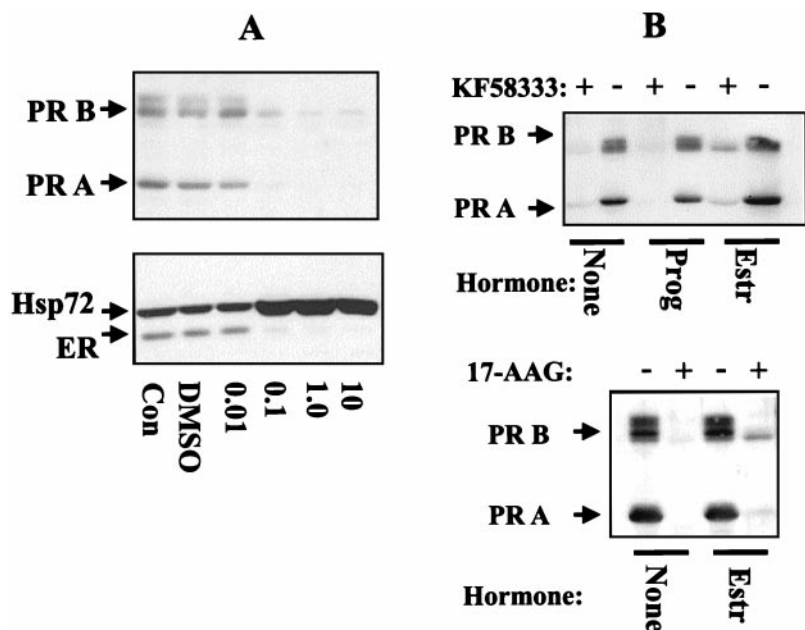 A
PR B
PR A
Hsp72
ER
Con
DMSO
0.01
0.1
1.0
10
B
KF58333: + - + - + -
PR B
PR A
Hormone: None Prog Estr
17-AAG: - + - +
PR B
PR A
Hormone: None Estr